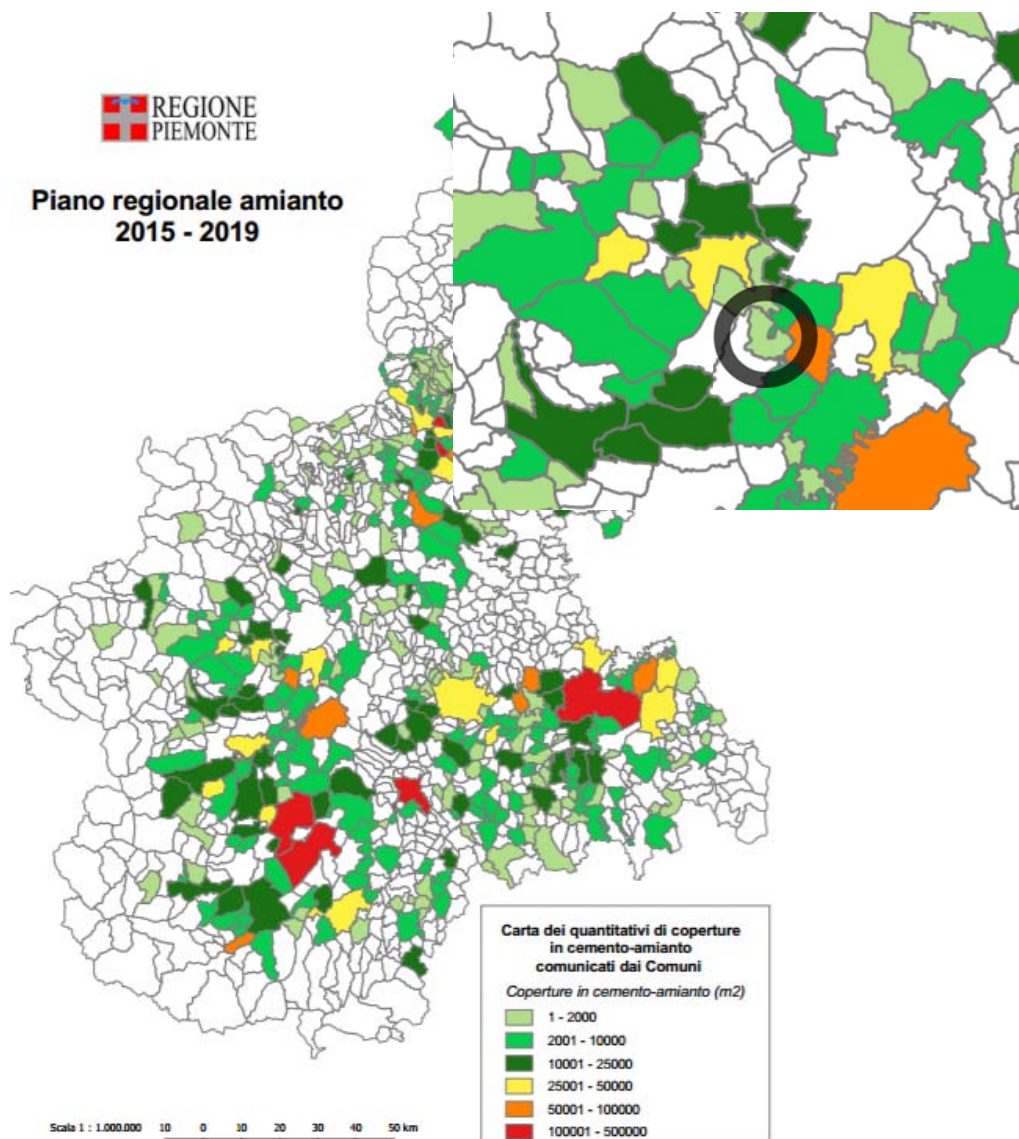 REGIONE
PIEMONTE
Piano regionale amianto
2015 - 2019
Carta dei quantitativi di coperture
in cemento-amianto
comunicati dai Comuni
Coperture in cemento-amianto (m2)
1 - 2000
2001 - 10000
10001 - 25000
25001 - 50000
50001 - 100000
100001 - 500000
Scala 1 : 1.000.000 10 0 10 20 30 40 50 km